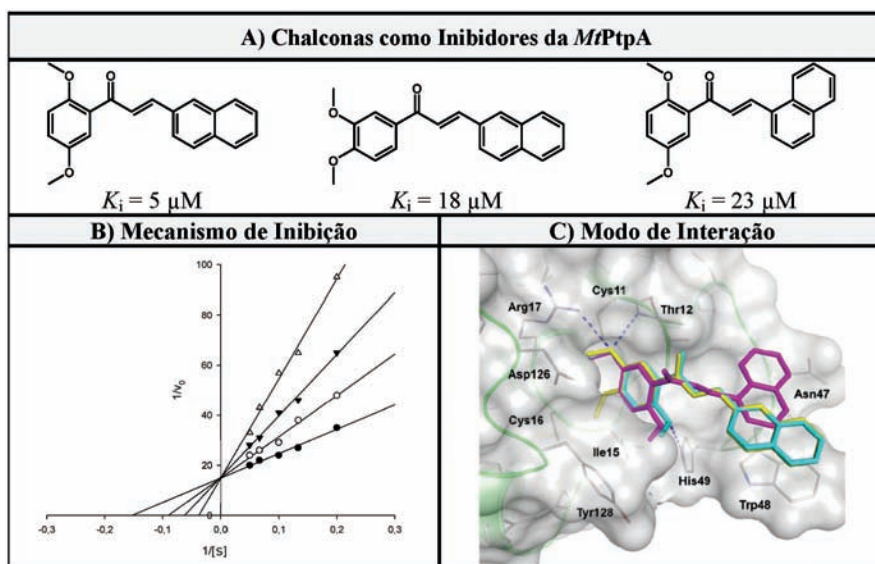 A) Chalconas como Inibidores da MtPtpA
O O O
O O O
O O
Ki = 5 µM Ki = 18 µM Ki = 23 µM
B) Mecanismo de Inibição
C) Modo de Interação
100
80
60
40
20
0
1/v0
-0,3 -0,2 -0,1 0,0 0,1 0,2 0,3
1/[S]
Cys11
Arg17
Thr12
Asp126
Asn47
Cys16
Ile15
His49
Trp48
Tyr128